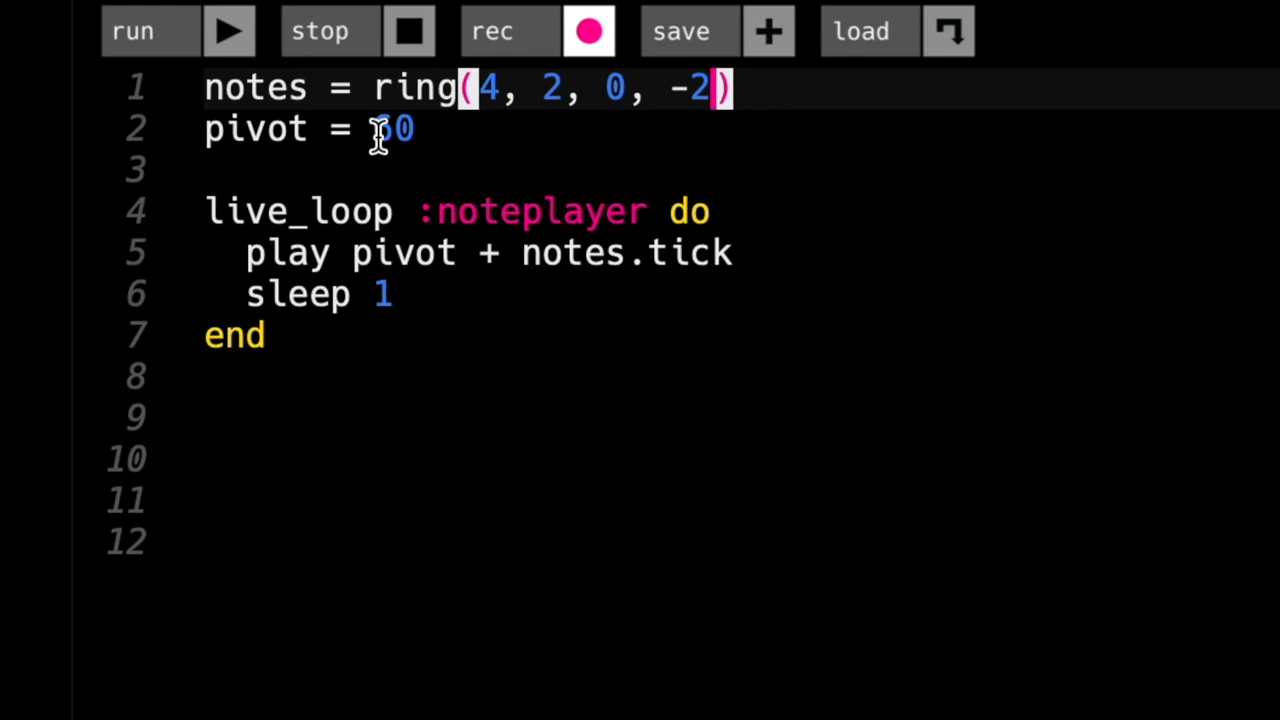 run stop rec save load
1 notes = ring(4, 2, 0, -2)
2 pivot = 60
3
4 live_loop :noteplayer do
5 play pivot + notes.tick
6 sleep 1
7 end
8
9
10
11
12